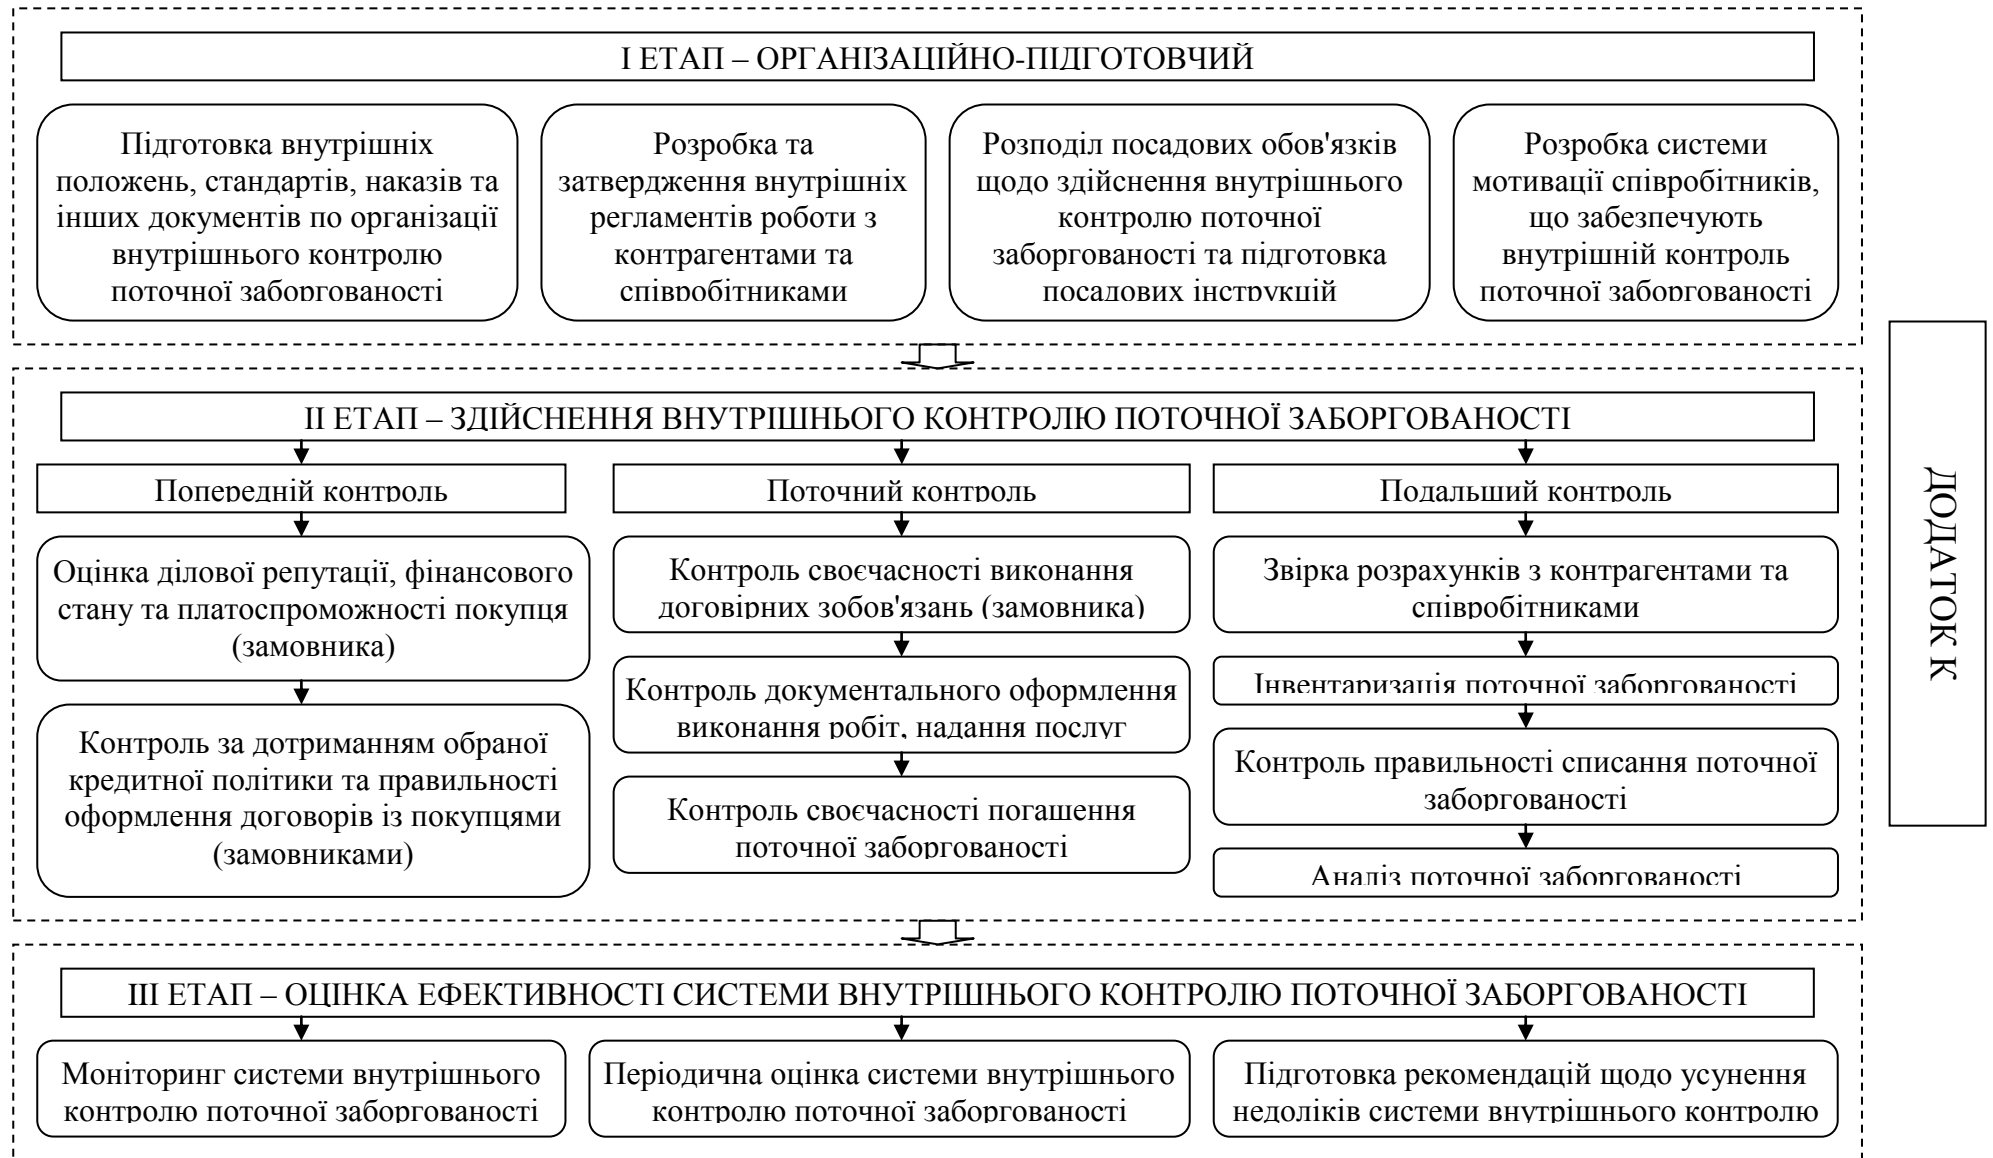 І ЕТАП – ОРГАНІЗАЦІЙНО-ПІДГОТОВЧИЙ
Підготовка внутрішніх
положень, стандартів, наказів та
інших документів по організації
внутрішнього контролю
поточної заборгованості
Розробка та
затвердження внутрішніх
регламентів роботи з
контрагентами та
співробітниками
Розподіл посадових обов'язків
щодо здійснення внутрішнього
контролю поточної
заборгованості та підготовка
посадових інструкцій
Розробка системи
мотивації співробітників,
що забезпечують
внутрішній контроль
поточної заборгованості
ІІ ЕТАП – ЗДІЙСНЕННЯ ВНУТРІШНЬОГО КОНТРОЛЮ ПОТОЧНОЇ ЗАБОРГОВАНОСТІ
Попередній контроль
Оцінка ділової репутації, фінансового
стану та платоспроможності покупця
(замовника)
Контроль за дотриманням обраної
кредитної політики та правильності
оформлення договорів із покупцями
(замовниками)
Поточний контроль
Контроль своєчасності виконання
договірних зобов'язань (замовника)
Контроль документального оформлення
виконання робіт, надання послуг
Контроль своєчасності погашення
поточної заборгованості
Подальший контроль
Звірка розрахунків з контрагентами та
співробітниками
Інвентаризація поточної заборгованості
Контроль правильності списання поточної
заборгованості
Аналіз поточної заборгованості
ІІІ ЕТАП – ОЦІНКА ЕФЕКТИВНОСТІ СИСТЕМИ ВНУТРІШНЬОГО КОНТРОЛЮ ПОТОЧНОЇ ЗАБОРГОВАНОСТІ
Моніторинг системи внутрішнього
контролю поточної заборгованості
Періодична оцінка системи внутрішнього
контролю поточної заборгованості
Підготовка рекомендацій щодо усунення
недоліків системи внутрішнього контролю
ДОДАТОК К